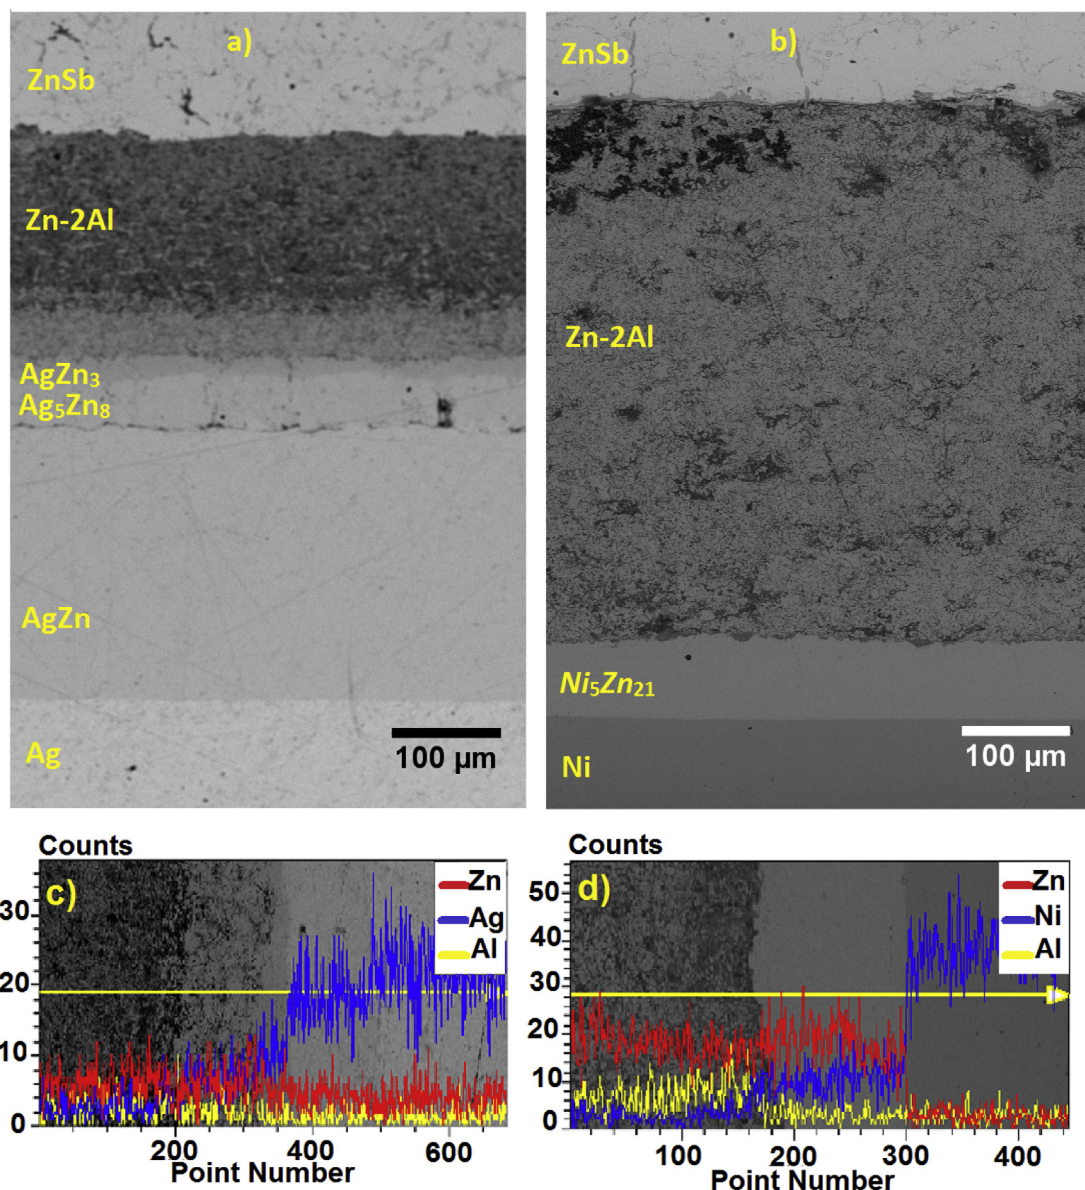 a)
ZnSb
Zn-2Al
AgZn₃
Ag₅Zn₈
AgZn
Ag
100 µm
b)
ZnSb
Zn-2Al
Ni₅Zn₂₁
Ni
100 µm
Counts
c)
Zn
Ag
Al
30
20
10
0
200 400 600
Point Number
Counts
d)
Zn
Ni
Al
50
40
30
20
10
0
100 200 300 400
Point Number